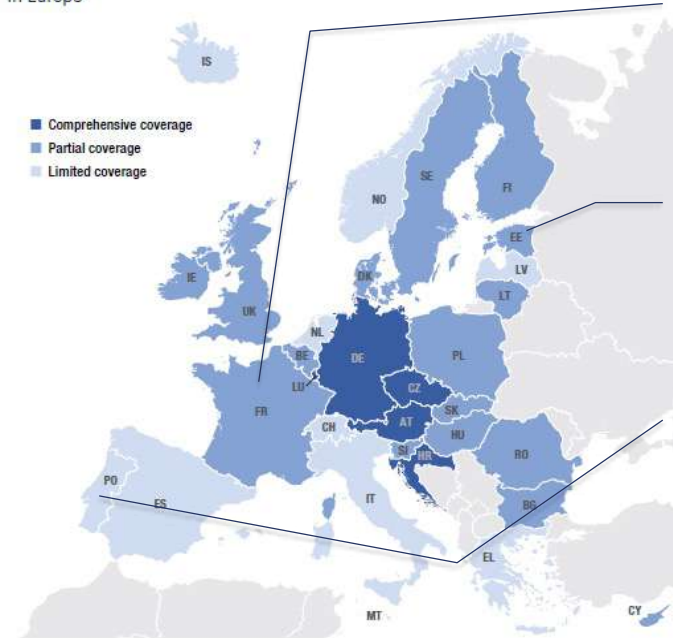 in Europe
IS
Comprehensive coverage
Partial coverage
Limited coverage
NO
SE
FI
EE
LV
LT
DK
IE
UK
NL
BE
LU
DE
PL
CZ
FR
CH
AT
SK
HU
SI
HR
RO
BG
PO
ES
IT
EL
MT
CY